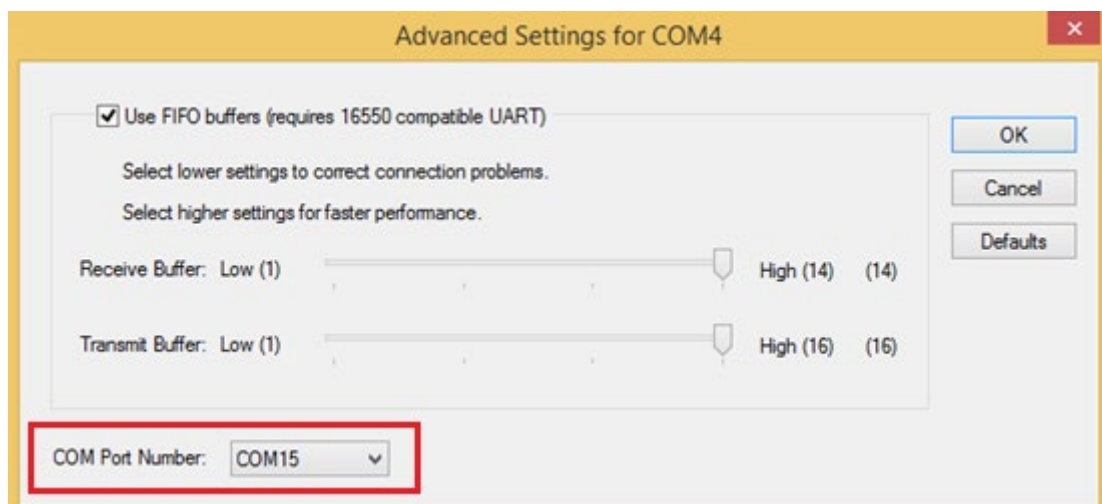 Advanced Settings for COM4
Use FIFO buffers (requires 16550 compatible UART)
OK
Select lower settings to correct connection problems.
Cancel
Select higher settings for faster performance.
Defaults
Receive Buffer: Low (1) High (14) (14)
Transmit Buffer: Low (1) High (16) (16)
COM Port Number: COM15